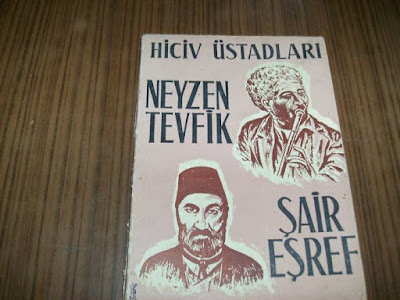 HİCİV ÜSTADLARI
NEYZEN
TEVFİK
ŞAİR
EŞREF